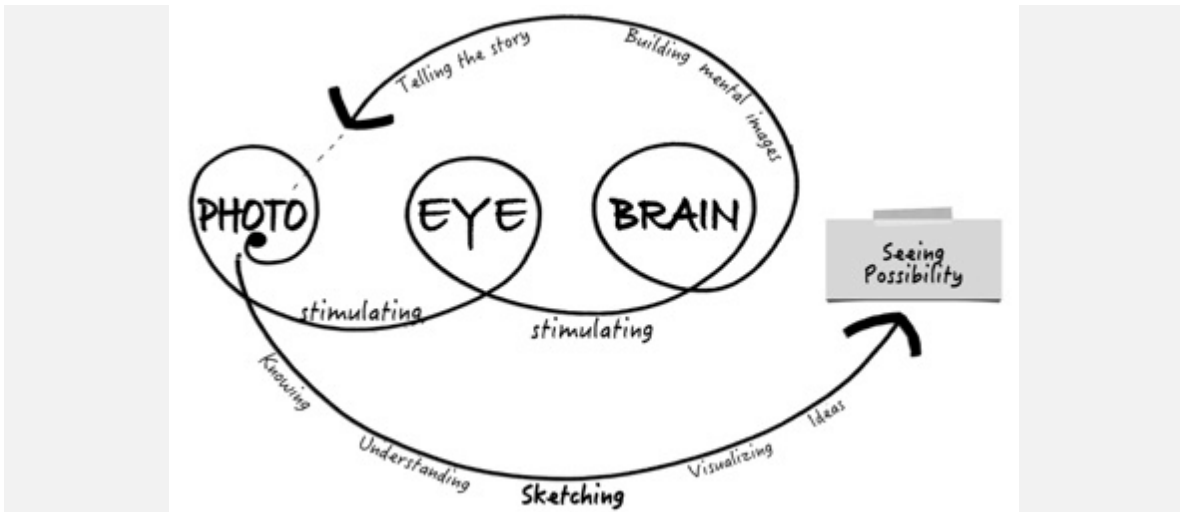 Telling the story
Building mental images
PHOTO
EYE
BRAIN
Seeing
Possibility
stimulating
stimulating
Knowing
Understanding
Sketching
Visualizing
Ideas